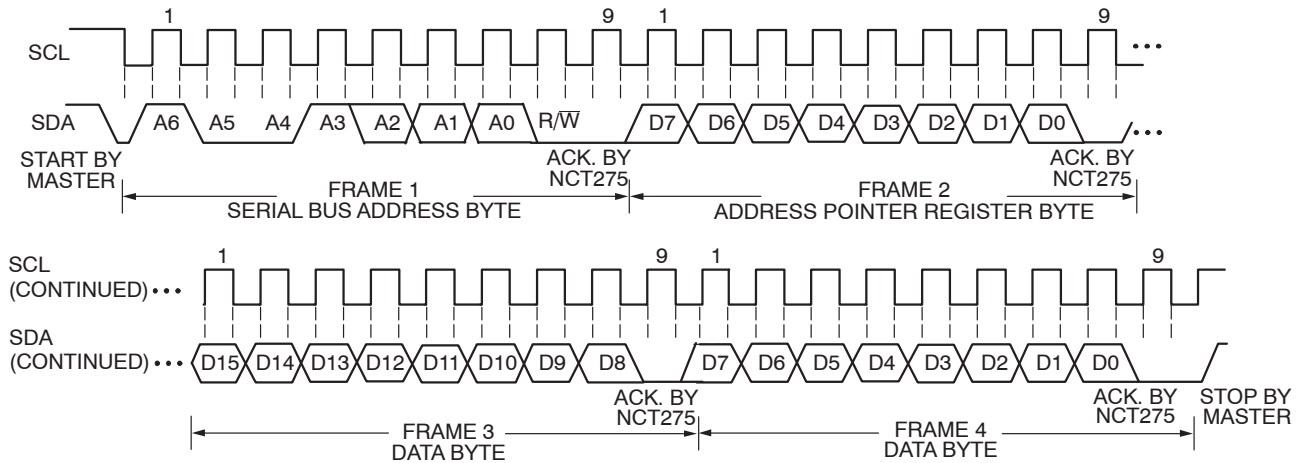 1 9 1 9
SCL
SDA A6 A5 A4 A3 A2 A1 A0 R/W̅ D7 D6 D5 D4 D3 D2 D1 D0
START BY MASTER
ACK. BY NCT275
ACK. BY NCT275
FRAME 1
SERIAL BUS ADDRESS BYTE
FRAME 2
ADDRESS POINTER REGISTER BYTE
1 9 1 9
SCL
(CONTINUED)
SDA
(CONTINUED) D15 D14 D13 D12 D11 D10 D9 D8 D7 D6 D5 D4 D3 D2 D1 D0
ACK. BY NCT275
ACK. BY NCT275
STOP BY MASTER
FRAME 3
DATA BYTE
FRAME 4
DATA BYTE